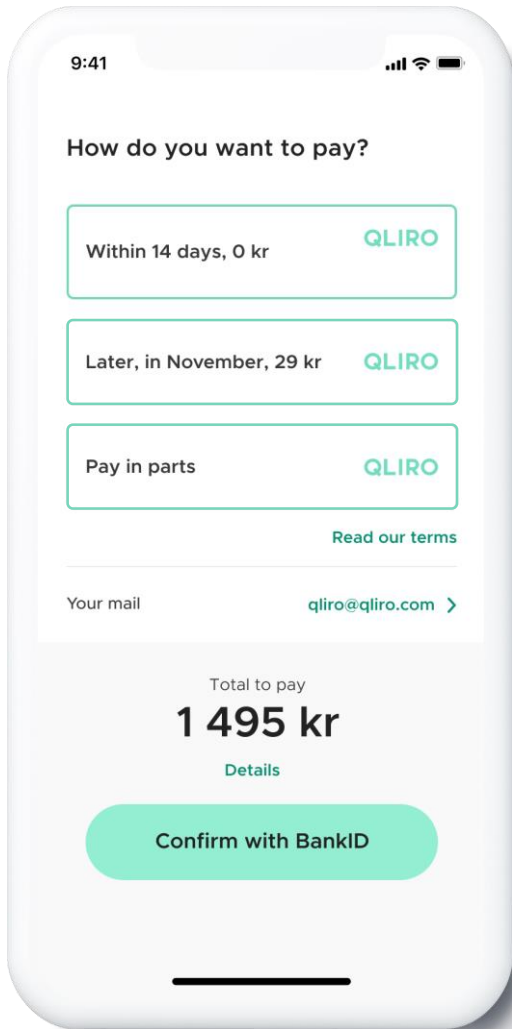 9:41
How do you want to pay?
Within 14 days, 0 kr QLIRO
Later, in November, 29 kr QLIRO
Pay in parts QLIRO
Read our terms
Your mail qliro@qliro.com
Total to pay
1 495 kr
Details
Confirm with BankID